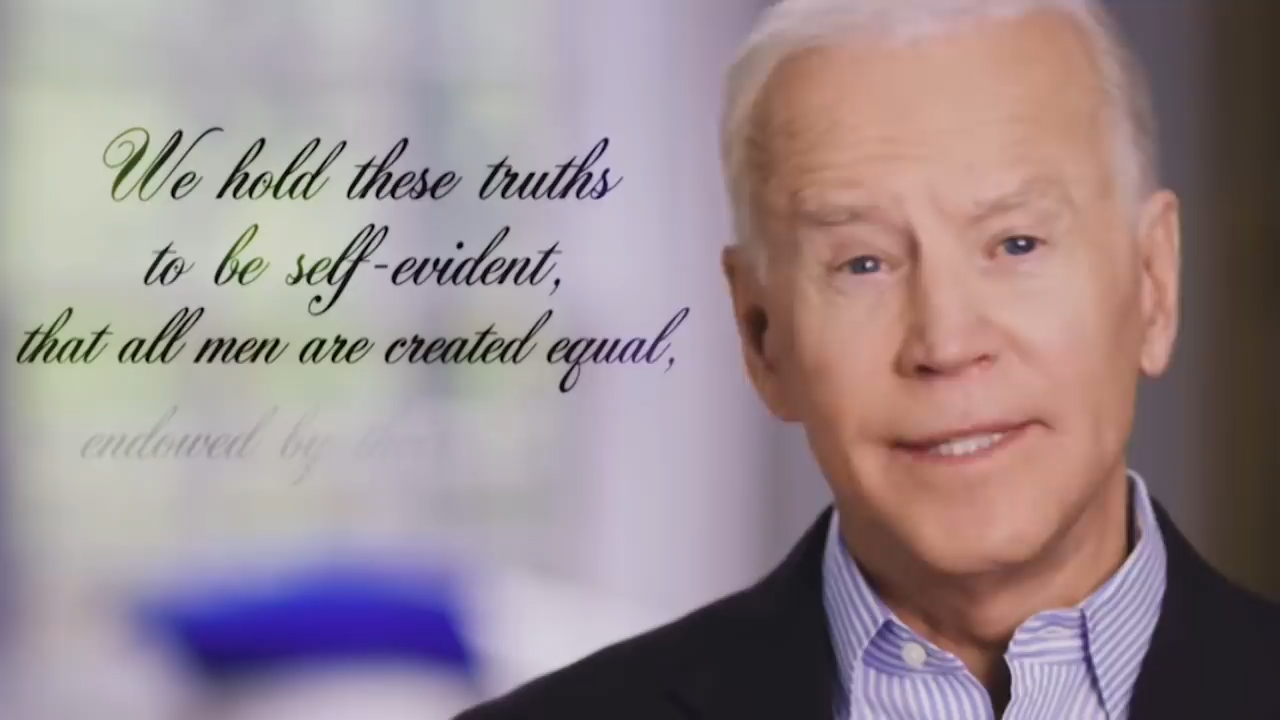 We hold these truths
to be self-evident,
that all men are created equal,
endowed by